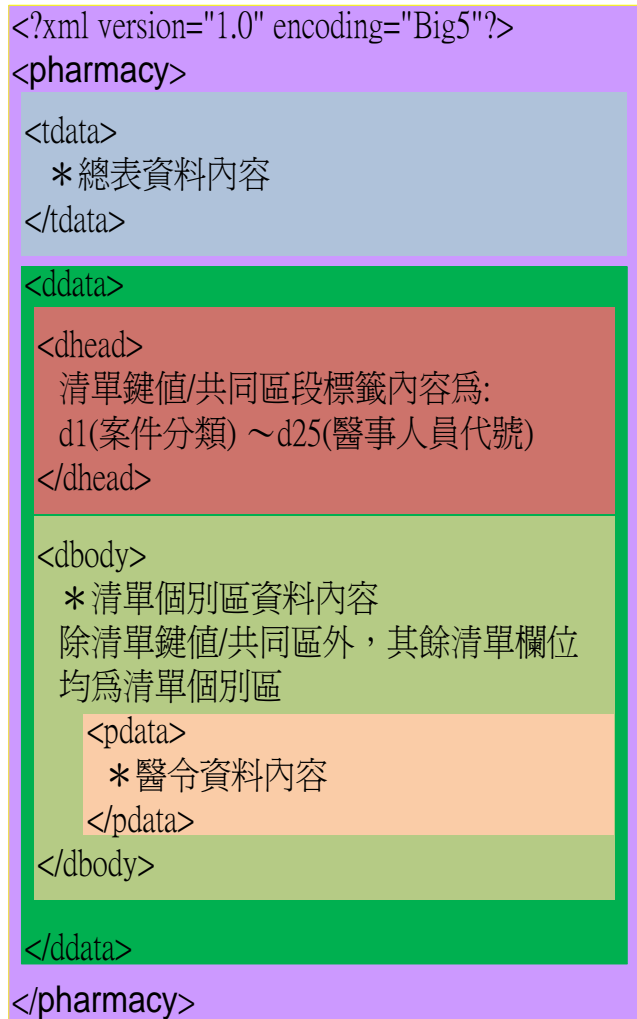 <?xml version="1.0" encoding="Big5"?>
<pharmacy>
<tdata>
＊總表資料內容
</tdata>
<ddata>
<dhead>
清單鍵值/共同區段標籤內容為:
d1(案件分類) ～d25(醫事人員代號)
</dhead>
<dbody>
＊清單個別區資料內容
除清單鍵值/共同區外，其餘清單欄位
均為清單個別區
<pdata>
＊醫令資料內容
</pdata>
</dbody>
</ddata>
</pharmacy>